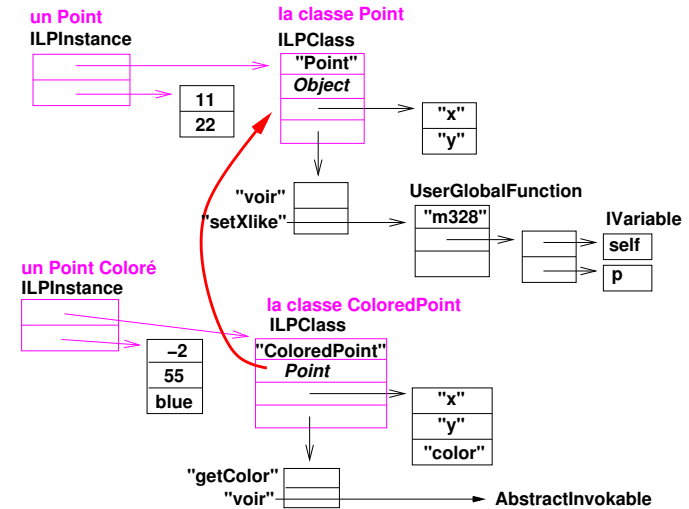 un Point
ILPInstance
11
22
la classe Point
ILPClass
"Point"
Object
"x"
"y"
"voir"
"setXlike"
UserGlobalFunction
"m328"
IVariable
self
p
un Point Coloré
ILPInstance
−2
55
blue
la classe ColoredPoint
ILPClass
"ColoredPoint"
Point
"x"
"y"
"color"
"getColor"
"voir"
AbstractInvokable